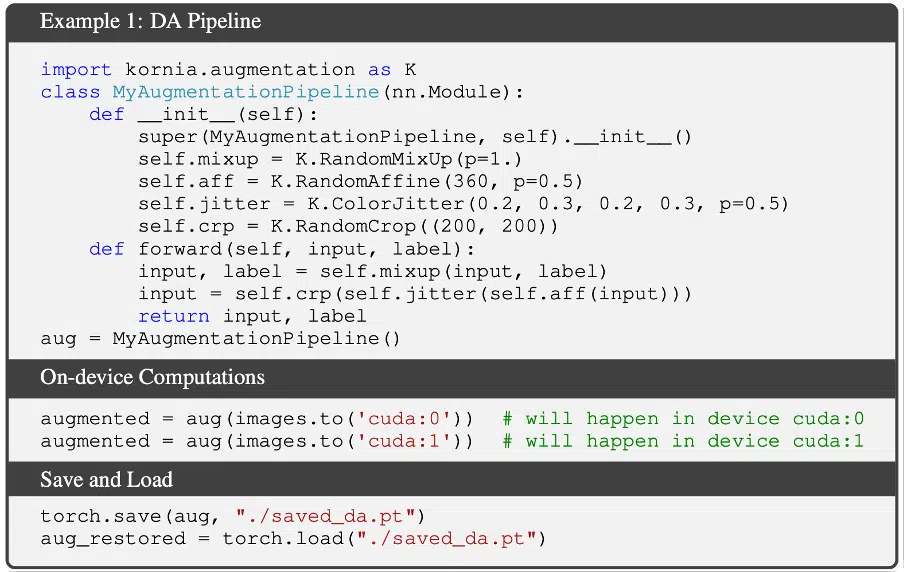 Example 1: DA Pipeline
import kornia.augmentation as K
class MyAugmentationPipeline(nn.Module):
    def __init__(self):
        super(MyAugmentationPipeline, self).__init__()
        self.mixup = K.RandomMixUp(p=1.)
        self.aff = K.RandomAffine(360, p=0.5)
        self.jitter = K.ColorJitter(0.2, 0.3, 0.2, 0.3, p=0.5)
        self.crp = K.RandomCrop((200, 200))
    def forward(self, input, label):
        input, label = self.mixup(input, label)
        input = self.crp(self.jitter(self.aff(input)))
        return input, label
aug = MyAugmentationPipeline()
On-device Computations
augmented = aug(images.to('cuda:0'))  # will happen in device cuda:0
augmented = aug(images.to('cuda:1'))  # will happen in device cuda:1
Save and Load
torch.save(aug, "./saved_da.pt")
aug_restored = torch.load("./saved_da.pt")